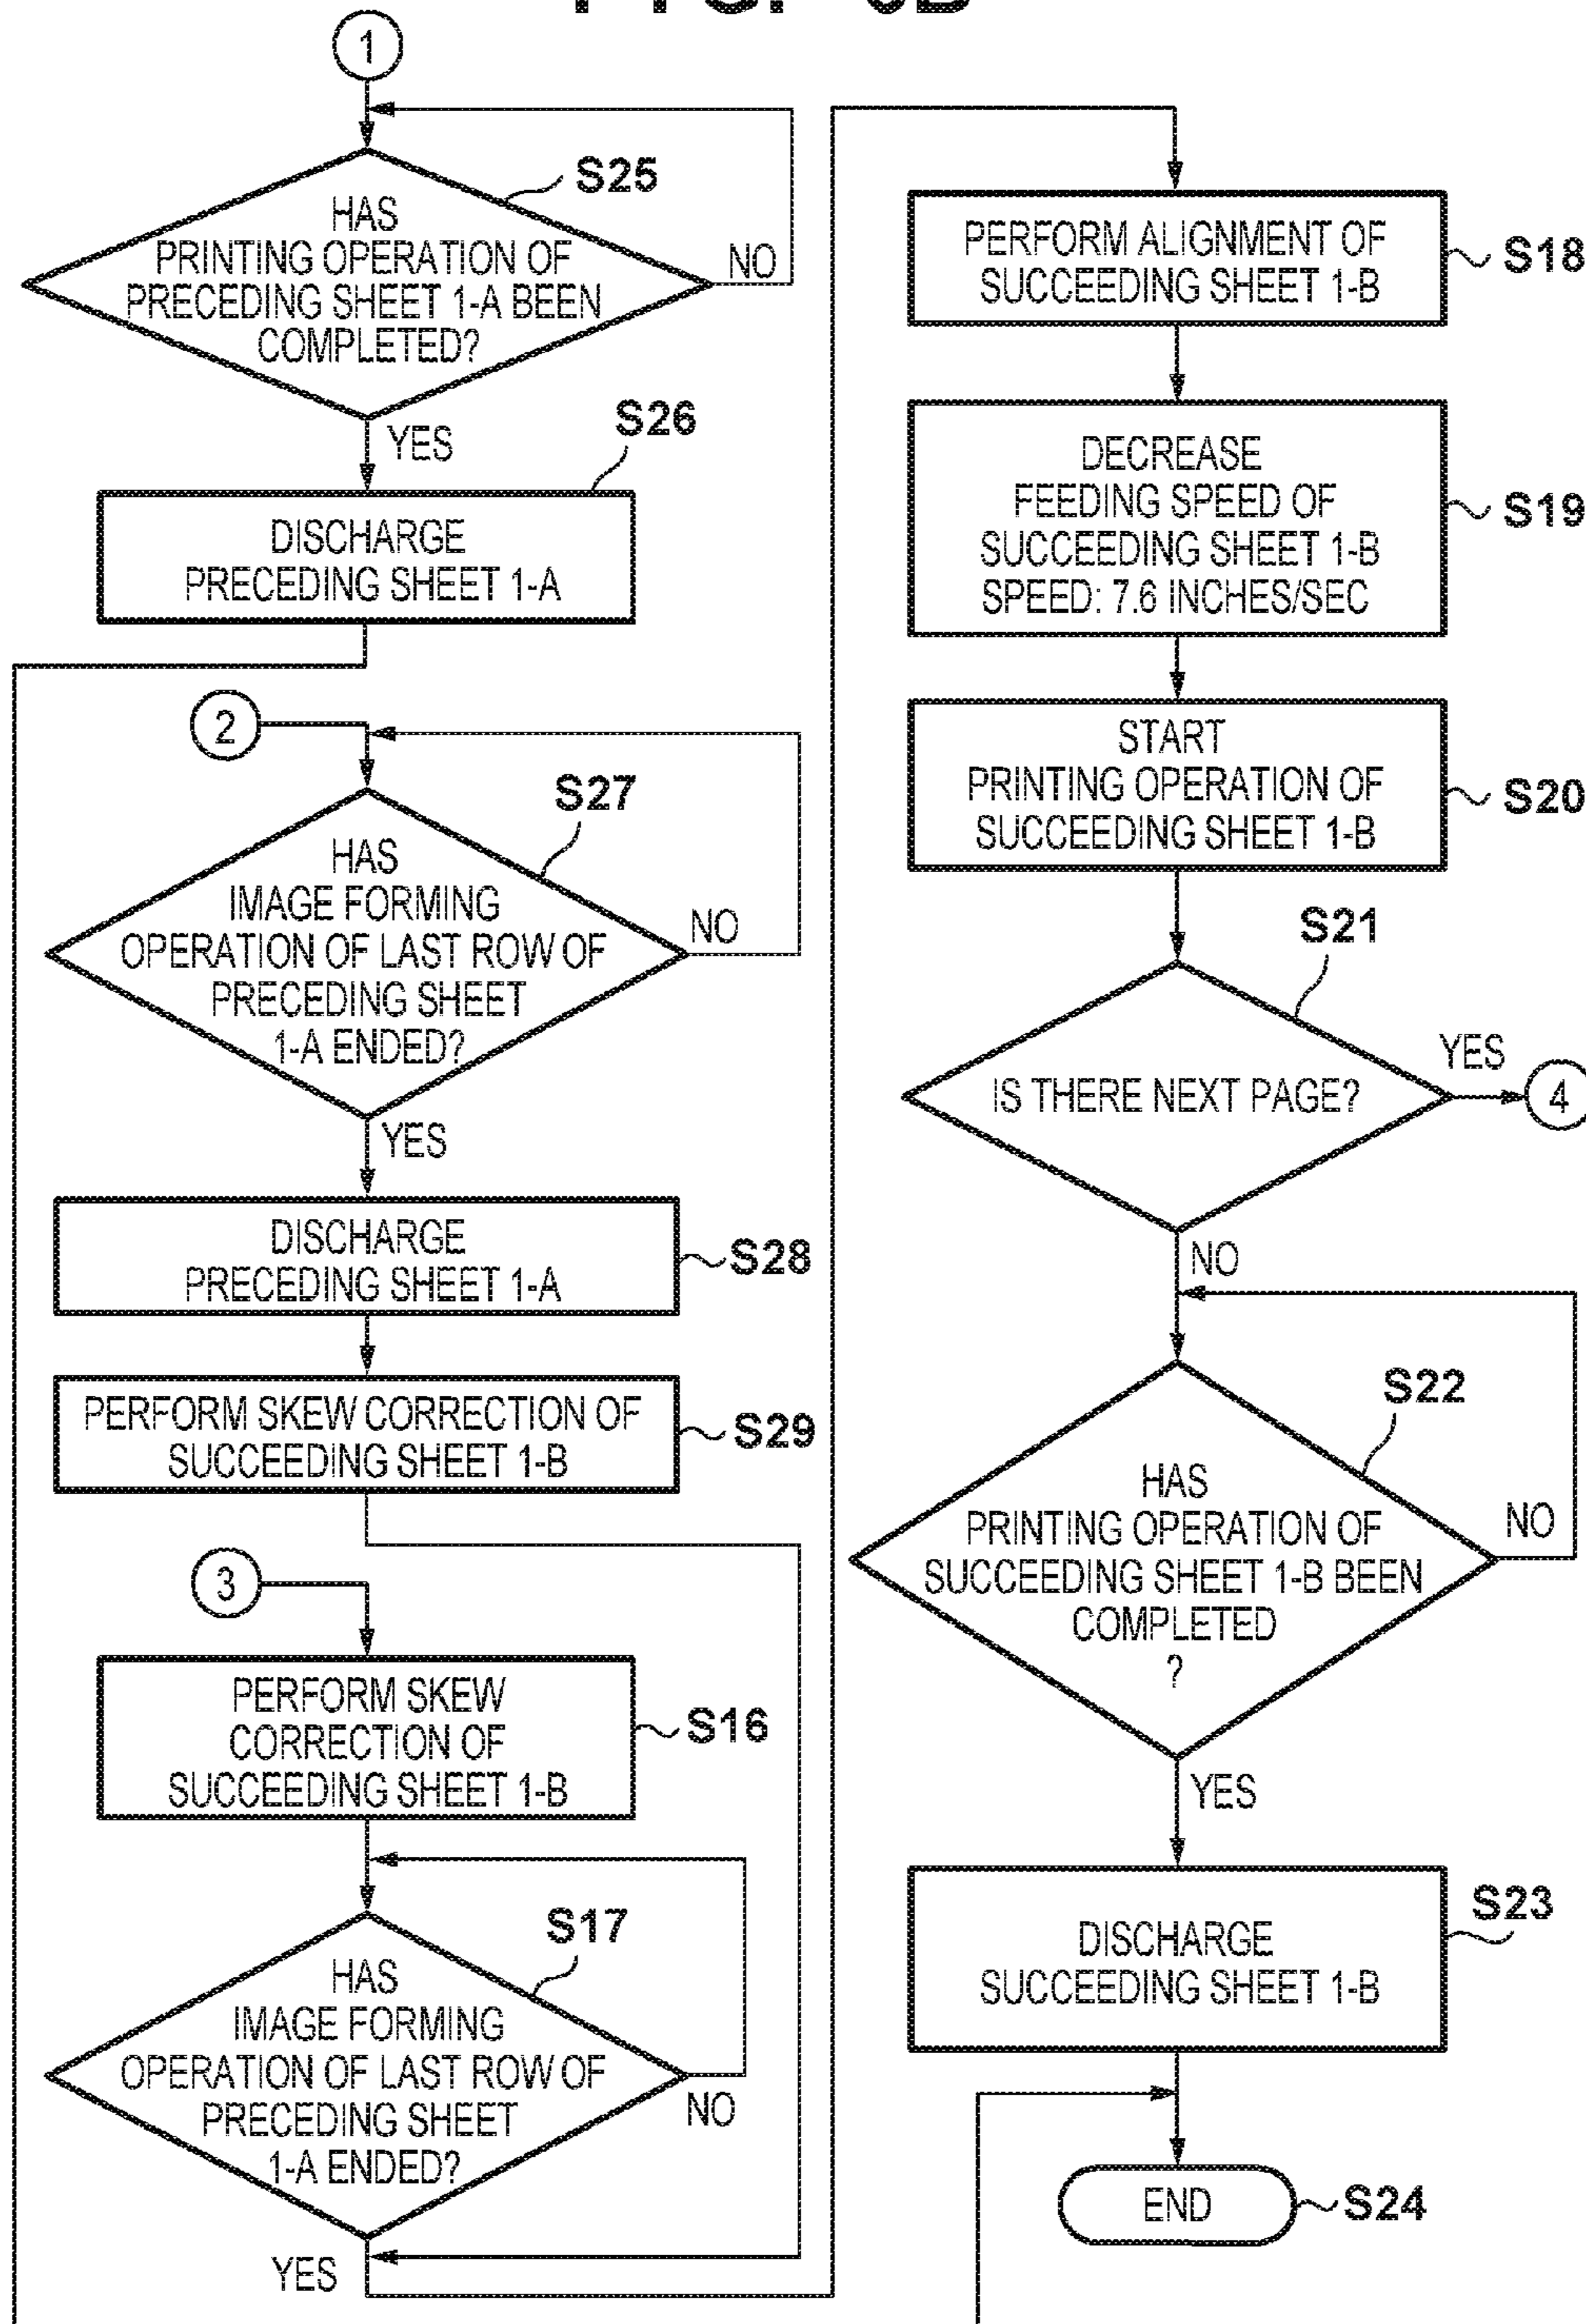 1
S25
HAS
PRINTING OPERATION OF
PRECEDING SHEET 1-A BEEN
COMPLETED?
NO
YES
S26
DISCHARGE
PRECEDING SHEET 1-A
2
S27
HAS
IMAGE FORMING
OPERATION OF LAST ROW OF
PRECEDING SHEET
1-A ENDED?
NO
YES
DISCHARGE
PRECEDING SHEET 1-A
S28
PERFORM SKEW CORRECTION OF
SUCCEEDING SHEET 1-B
S29
3
PERFORM SKEW
CORRECTION OF
SUCCEEDING SHEET 1-B
S16
S17
HAS
IMAGE FORMING
OPERATION OF LAST ROW OF
PRECEDING SHEET
1-A ENDED?
NO
YES
PERFORM ALIGNMENT OF
SUCCEEDING SHEET 1-B
S18
DECREASE
FEEDING SPEED OF
SUCCEEDING SHEET 1-B
SPEED: 7.6 INCHES/SEC
S19
START
PRINTING OPERATION OF
SUCCEEDING SHEET 1-B
S20
S21
IS THERE NEXT PAGE?
YES
4
NO
S22
HAS
PRINTING OPERATION OF
SUCCEEDING SHEET 1-B BEEN
COMPLETED
?
NO
YES
DISCHARGE
SUCCEEDING SHEET 1-B
S23
END
S24